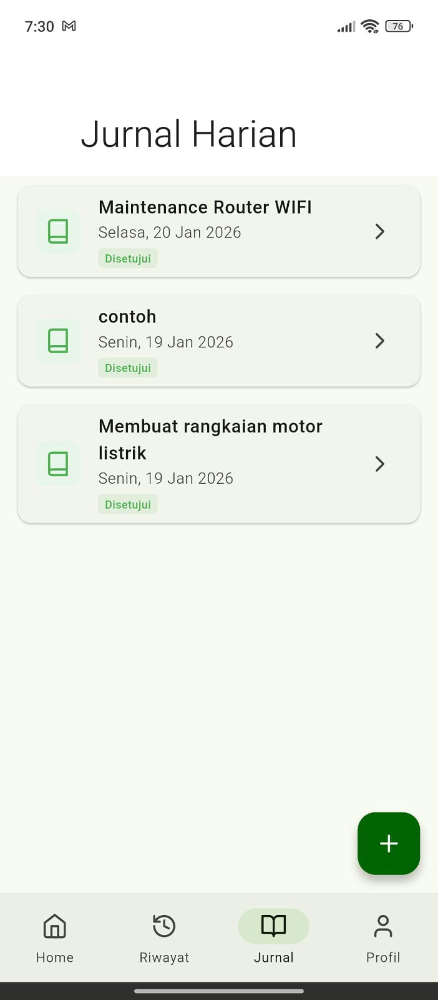 7:30
76
Jurnal Harian
Maintenance Router WIFI
Selasa, 20 Jan 2026
Disetujui
contoh
Senin, 19 Jan 2026
Disetujui
Membuat rangkaian motor
listrik
Senin, 19 Jan 2026
Disetujui
Home
Riwayat
Jurnal
Profil